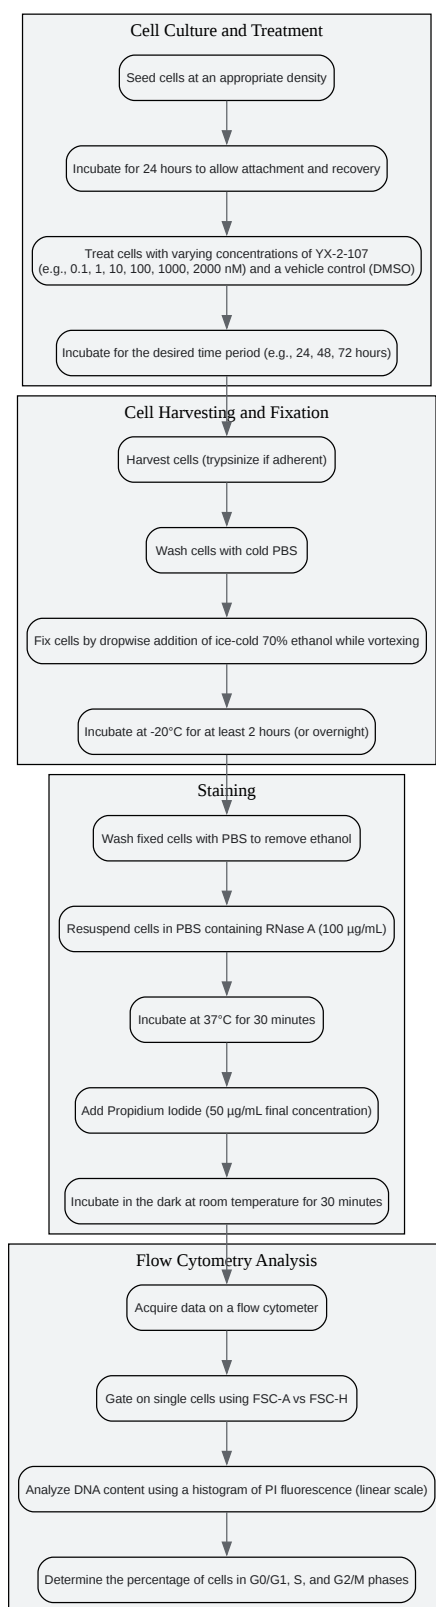 Cell Culture and Treatment
Seed cells at an appropriate density
Incubate for 24 hours to allow attachment and recovery
Treat cells with varying concentrations of YX-2-107
(e.g., 0.1, 1, 10, 100, 1000, 2000 nM) and a vehicle control (DMSO)
Incubate for the desired time period (e.g., 24, 48, 72 hours)
Cell Harvesting and Fixation
Harvest cells (trypsinize if adherent)
Wash cells with cold PBS
Fix cells by dropwise addition of ice-cold 70% ethanol while vortexing
Incubate at -20°C for at least 2 hours (or overnight)
Staining
Wash fixed cells with PBS to remove ethanol
Resuspend cells in PBS containing RNase A (100 µg/mL)
Incubate at 37°C for 30 minutes
Add Propidium Iodide (50 µg/mL final concentration)
Incubate in the dark at room temperature for 30 minutes
Flow Cytometry Analysis
Acquire data on a flow cytometer
Gate on single cells using FSC-A vs FSC-H
Analyze DNA content using a histogram of PI fluorescence (linear scale)
Determine the percentage of cells in G0/G1, S, and G2/M phases